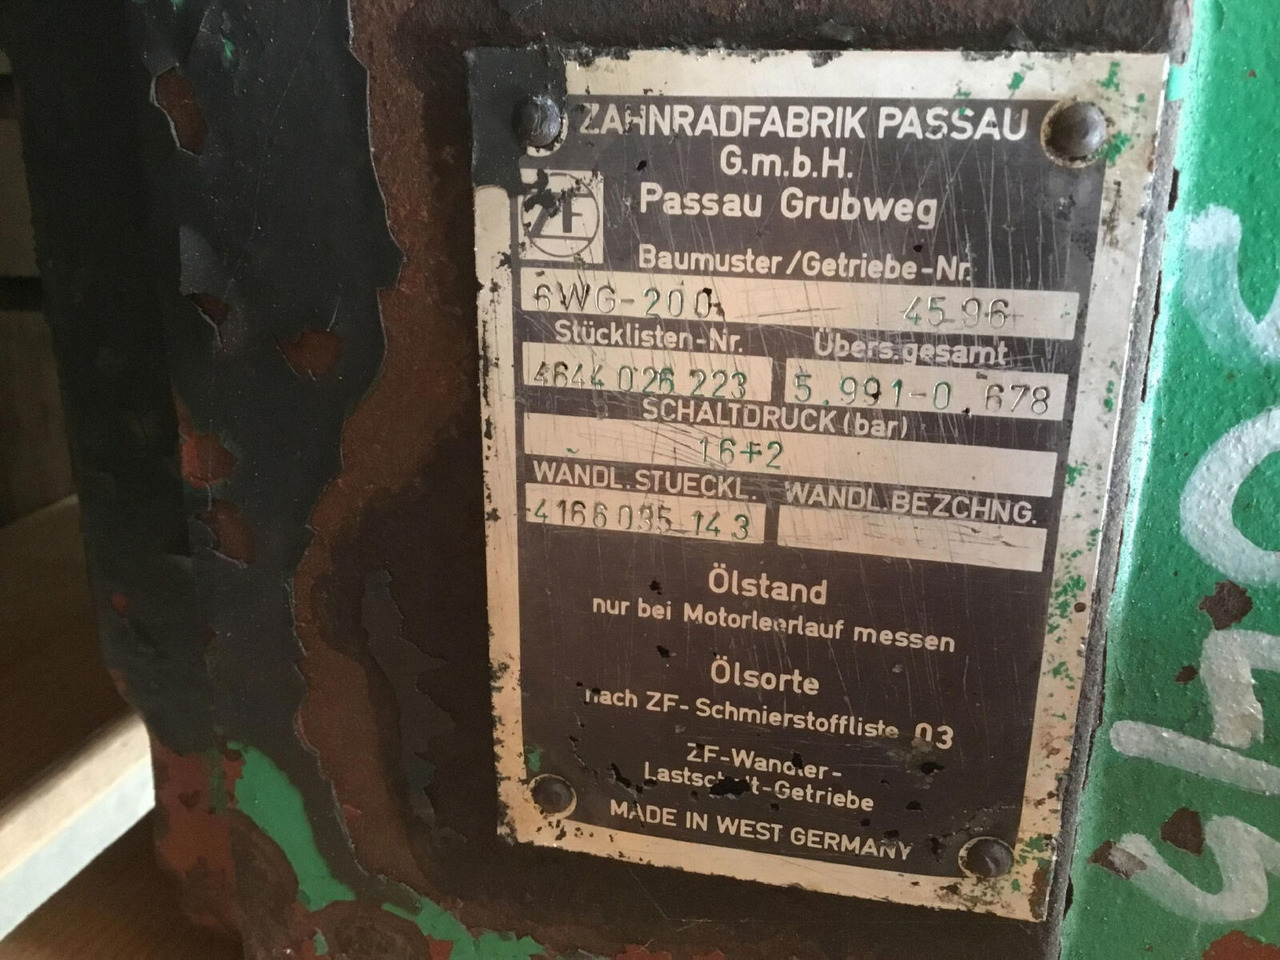 ZAHNRADFABRIK PASSAU
G.m.b.H.
Passau Grubweg
ZF
Baumuster/Getriebe-Nr.
6WG-200 4596
Stücklisten-Nr. Übers.gesamt
4644 026 223 5.991-0.678
SCHALTDRUCK (bar)
16+2
WANDL.STUECKL. WANDL.BEZCHNG.
4166 035 143
Ölstand
nur bei Motorleerlauf messen
Ölsorte
nach ZF-Schmierstoffliste 03
ZF-Wandler-
Lastschalt-Getriebe
MADE IN WEST GERMANY